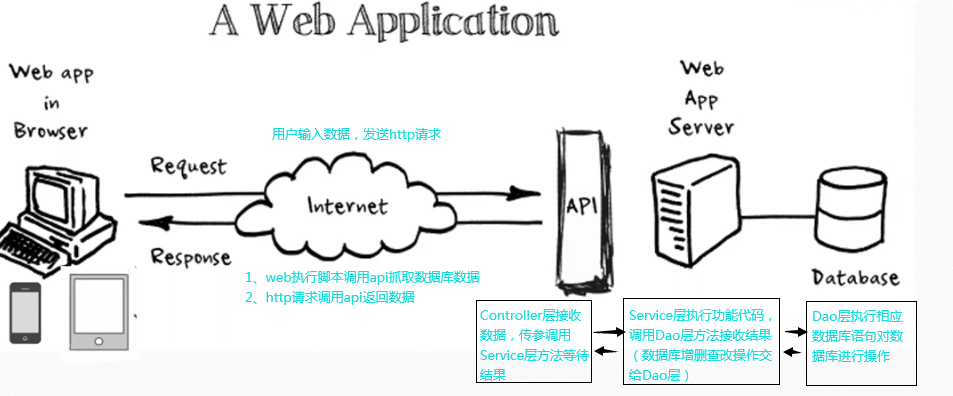 A Web Application
Web app
in
Browser
Web
App
Server
用户输入数据，发送http请求
Request
Internet
API
Response
Database
1、web执行脚本调用api抓取数据库数据
2、http请求调用api返回数据
Controller层接收
数据，传参调用
Service层方法等待
结果
Service层执行功能代码，
调用Dao层方法接收结果
（数据库增删查改操作交
给Dao层）
Dao层执行相应
数据库语句对数
据库进行操作